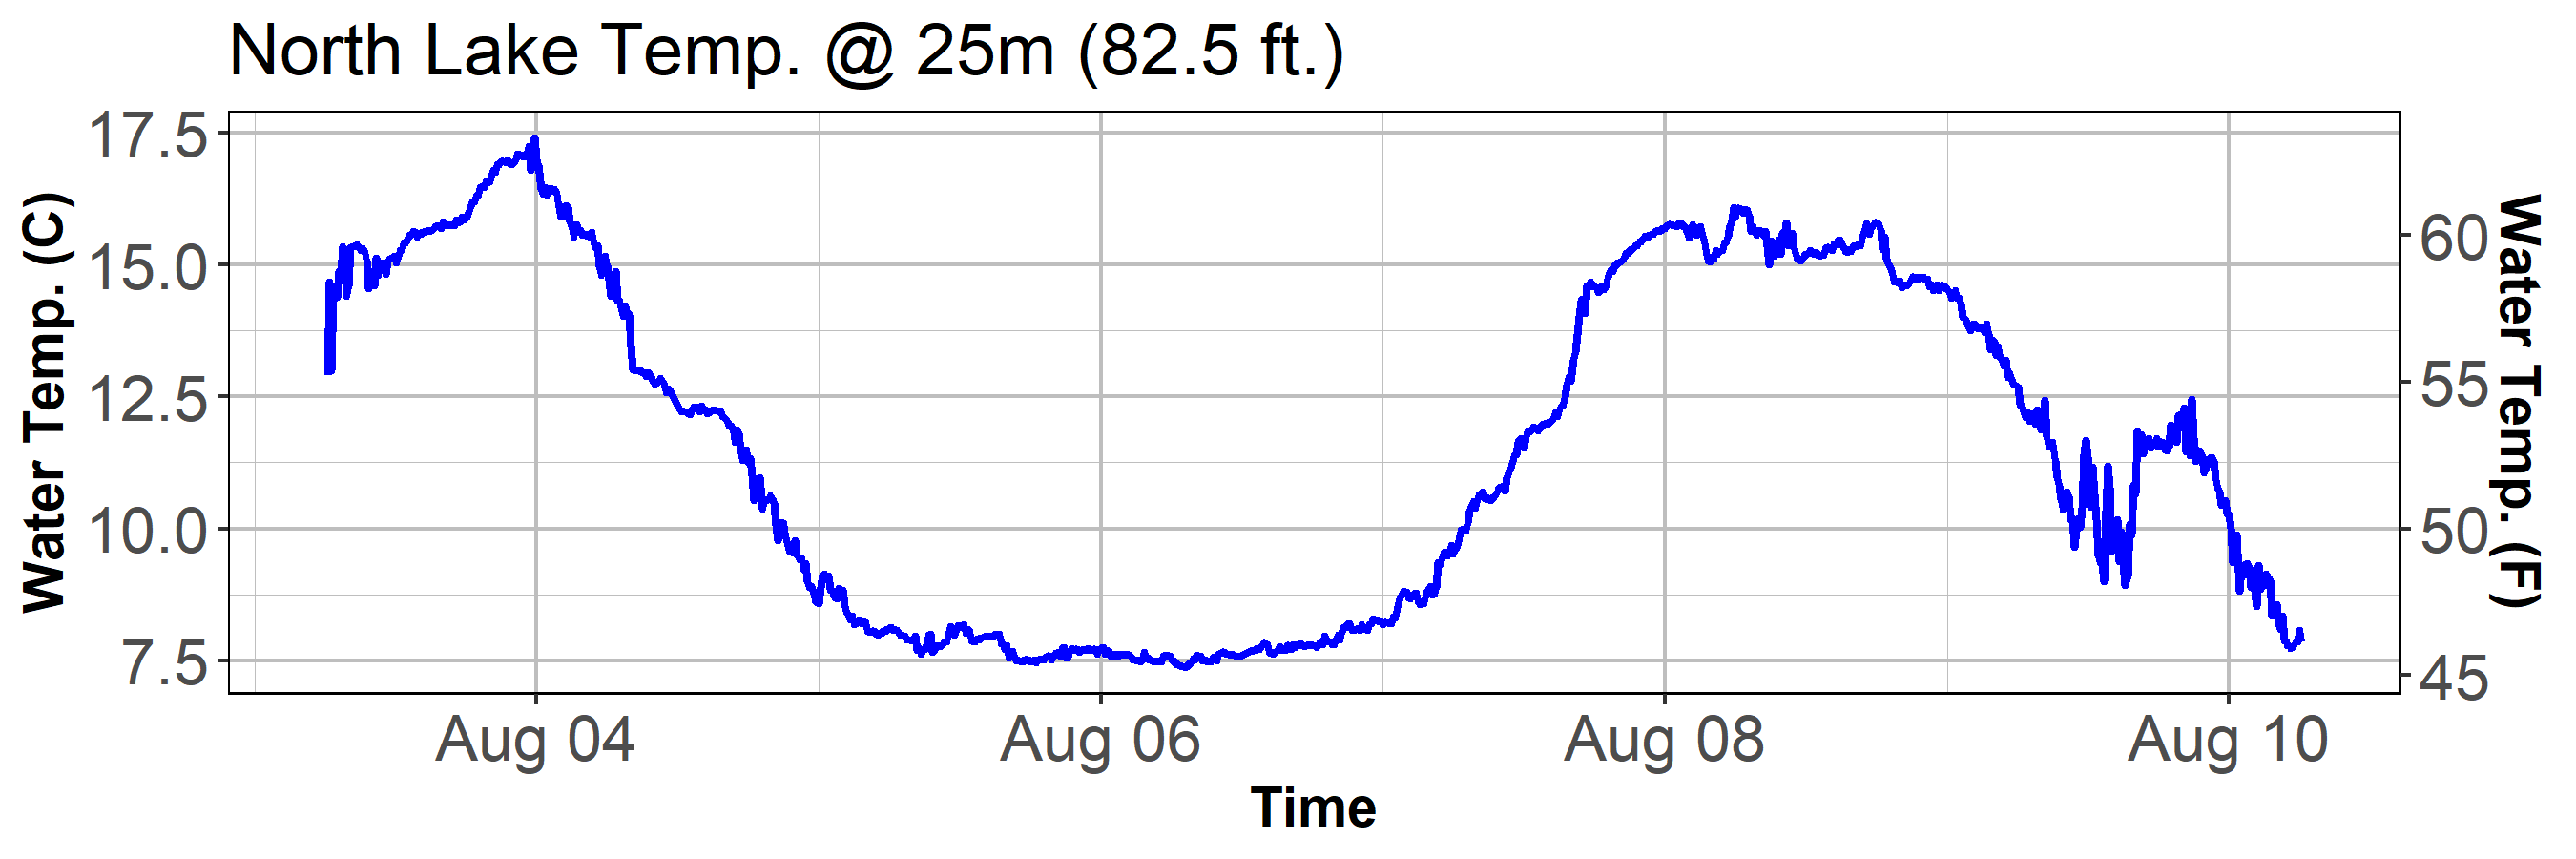 North Lake Temp. @ 25m (82.5 ft.)
Water Temp. (C)
17.5
15.0
12.5
10.0
7.5
Water Temp. (F)
60
55
50
45
Aug 04 Aug 06 Aug 08 Aug 10
Time